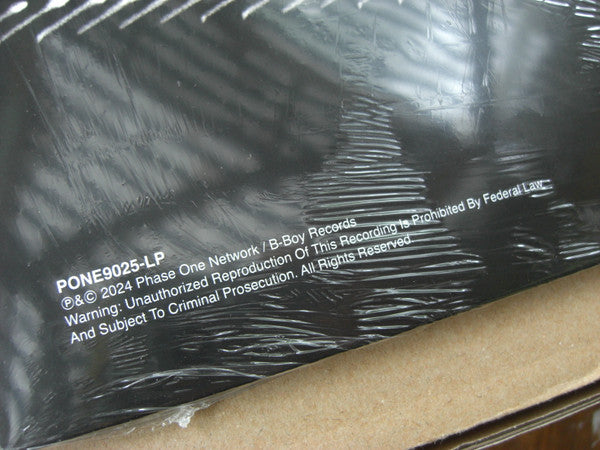 PONE9025-LP
℗&© 2024 Phase One Network / B-Boy Records
Warning: Unauthorized Reproduction Of This Recording Is Prohibited By Federal Law
And Subject To Criminal Prosecution. All Rights Reserved